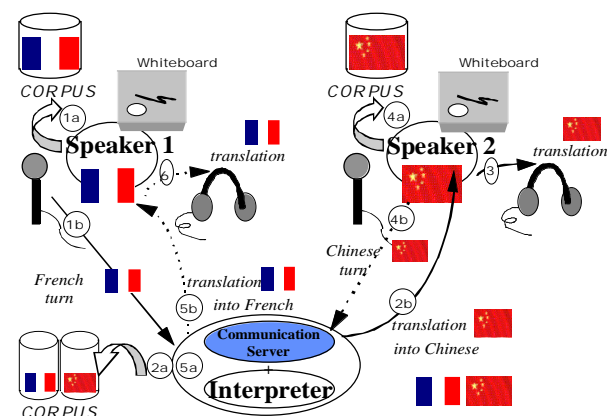 Whiteboard
Whiteboard
CORPUS
CORPUS
1a
4a
Speaker 1
Speaker 2
translation
translation
6
3
1b
4b
French
turn
Chinese
turn
translation
into French
5b
2b
translation
into Chinese
Communication
Server
+
Interpreter
2a
5a
CORPUS